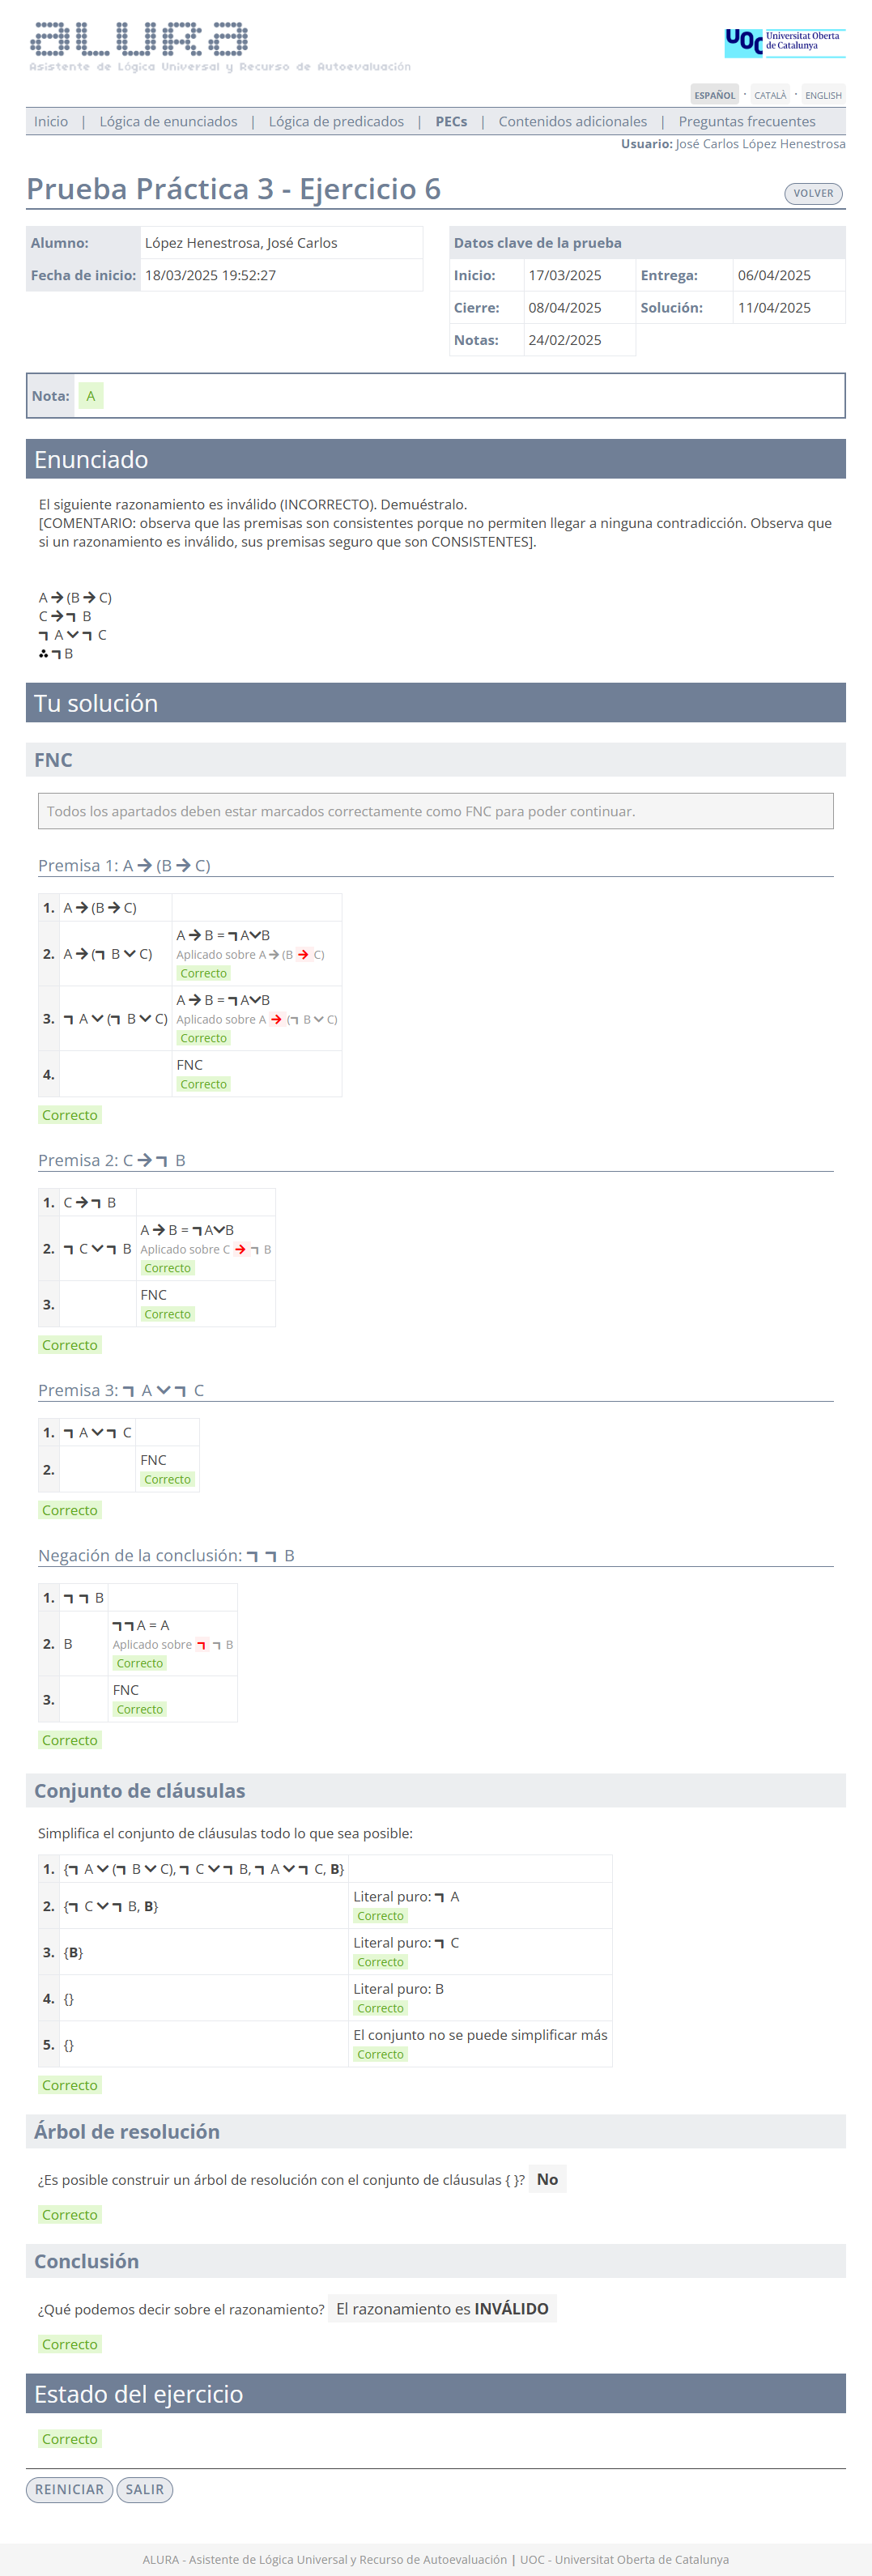 ALURA
Asistente de Lógica Universal y Recurso de Autoevaluación
UOC Universitat Oberta
de Catalunya
ESPAÑOL · CATALÀ · ENGLISH
Inicio | Lógica de enunciados | Lógica de predicados | PECs | Contenidos adicionales | Preguntas frecuentes
Usuario: José Carlos López Henestrosa
Prueba Práctica 3 - Ejercicio 6
VOLVER
Alumno: López Henestrosa, José Carlos
Fecha de inicio: 18/03/2025 19:52:27
Datos clave de la prueba
Inicio: 17/03/2025 Entrega: 06/04/2025
Cierre: 08/04/2025 Solución: 11/04/2025
Notas: 24/02/2025
Nota: A
Enunciado
El siguiente razonamiento es inválido (INCORRECTO). Demuéstralo.
[COMENTARIO: observa que las premisas son consistentes porque no permiten llegar a ninguna contradicción. Observa que
si un razonamiento es inválido, sus premisas seguro que son CONSISTENTES].
A → (B → C)
C → ¬ B
¬ A ∨ ¬ C
∴ ¬ B
Tu solución
FNC
Todos los apartados deben estar marcados correctamente como FNC para poder continuar.
Premisa 1: A → (B → C)
1. A → (B → C)
2. A → (¬ B ∨ C)
A → B = ¬ A ∨ B
Aplicado sobre A → (B → C)
Correcto
3. ¬ A ∨ (¬ B ∨ C)
A → B = ¬ A ∨ B
Aplicado sobre A → (¬ B ∨ C)
Correcto
4.
FNC
Correcto
Correcto
Premisa 2: C → ¬ B
1. C → ¬ B
2. ¬ C ∨ ¬ B
A → B = ¬ A ∨ B
Aplicado sobre C → ¬ B
Correcto
3.
FNC
Correcto
Correcto
Premisa 3: ¬ A ∨ ¬ C
1. ¬ A ∨ ¬ C
2.
FNC
Correcto
Correcto
Negación de la conclusión: ¬ ¬ B
1. ¬ ¬ B
2. B
¬ ¬ A = A
Aplicado sobre ¬ ¬ B
Correcto
3.
FNC
Correcto
Correcto
Conjunto de cláusulas
Simplifica el conjunto de cláusulas todo lo que sea posible:
1. {¬ A ∨ (¬ B ∨ C), ¬ C ∨ ¬ B, ¬ A ∨ ¬ C, B}
2. {¬ C ∨ ¬ B, B}
Literal puro: ¬ A
Correcto
3. {B}
Literal puro: ¬ C
Correcto
4. {}
Literal puro: B
Correcto
5. {}
El conjunto no se puede simplificar más
Correcto
Correcto
Árbol de resolución
¿Es posible construir un árbol de resolución con el conjunto de cláusulas { }? No
Correcto
Conclusión
¿Qué podemos decir sobre el razonamiento? El razonamiento es INVÁLIDO
Correcto
Estado del ejercicio
Correcto
REINICIAR SALIR
ALURA - Asistente de Lógica Universal y Recurso de Autoevaluación | UOC - Universitat Oberta de Catalunya